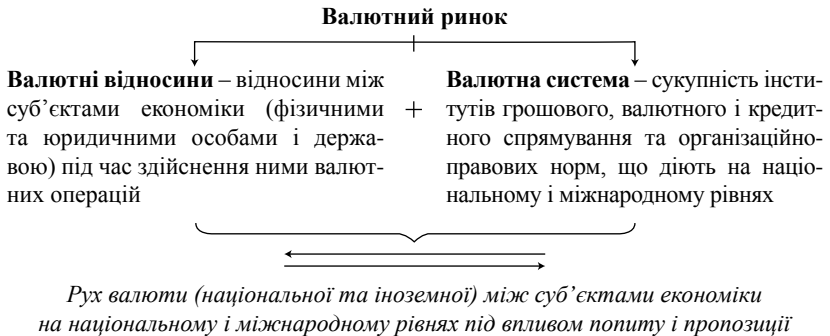 Валютний ринок
Валютні відносини – відносини між
суб’єктами економіки (фізичними
та юридичними особами і держа-
вою) під час здійснення ними валют-
них операцій
+
Валютна система – сукупність інсти-
тутів грошового, валютного і кредит-
ного спрямування та організаційно-
правових норм, що діють на націо-
нальному і міжнародному рівнях
Рух валюти (національної та іноземної) між суб’єктами економіки
на національному і міжнародному рівнях під впливом попиту і пропозиції